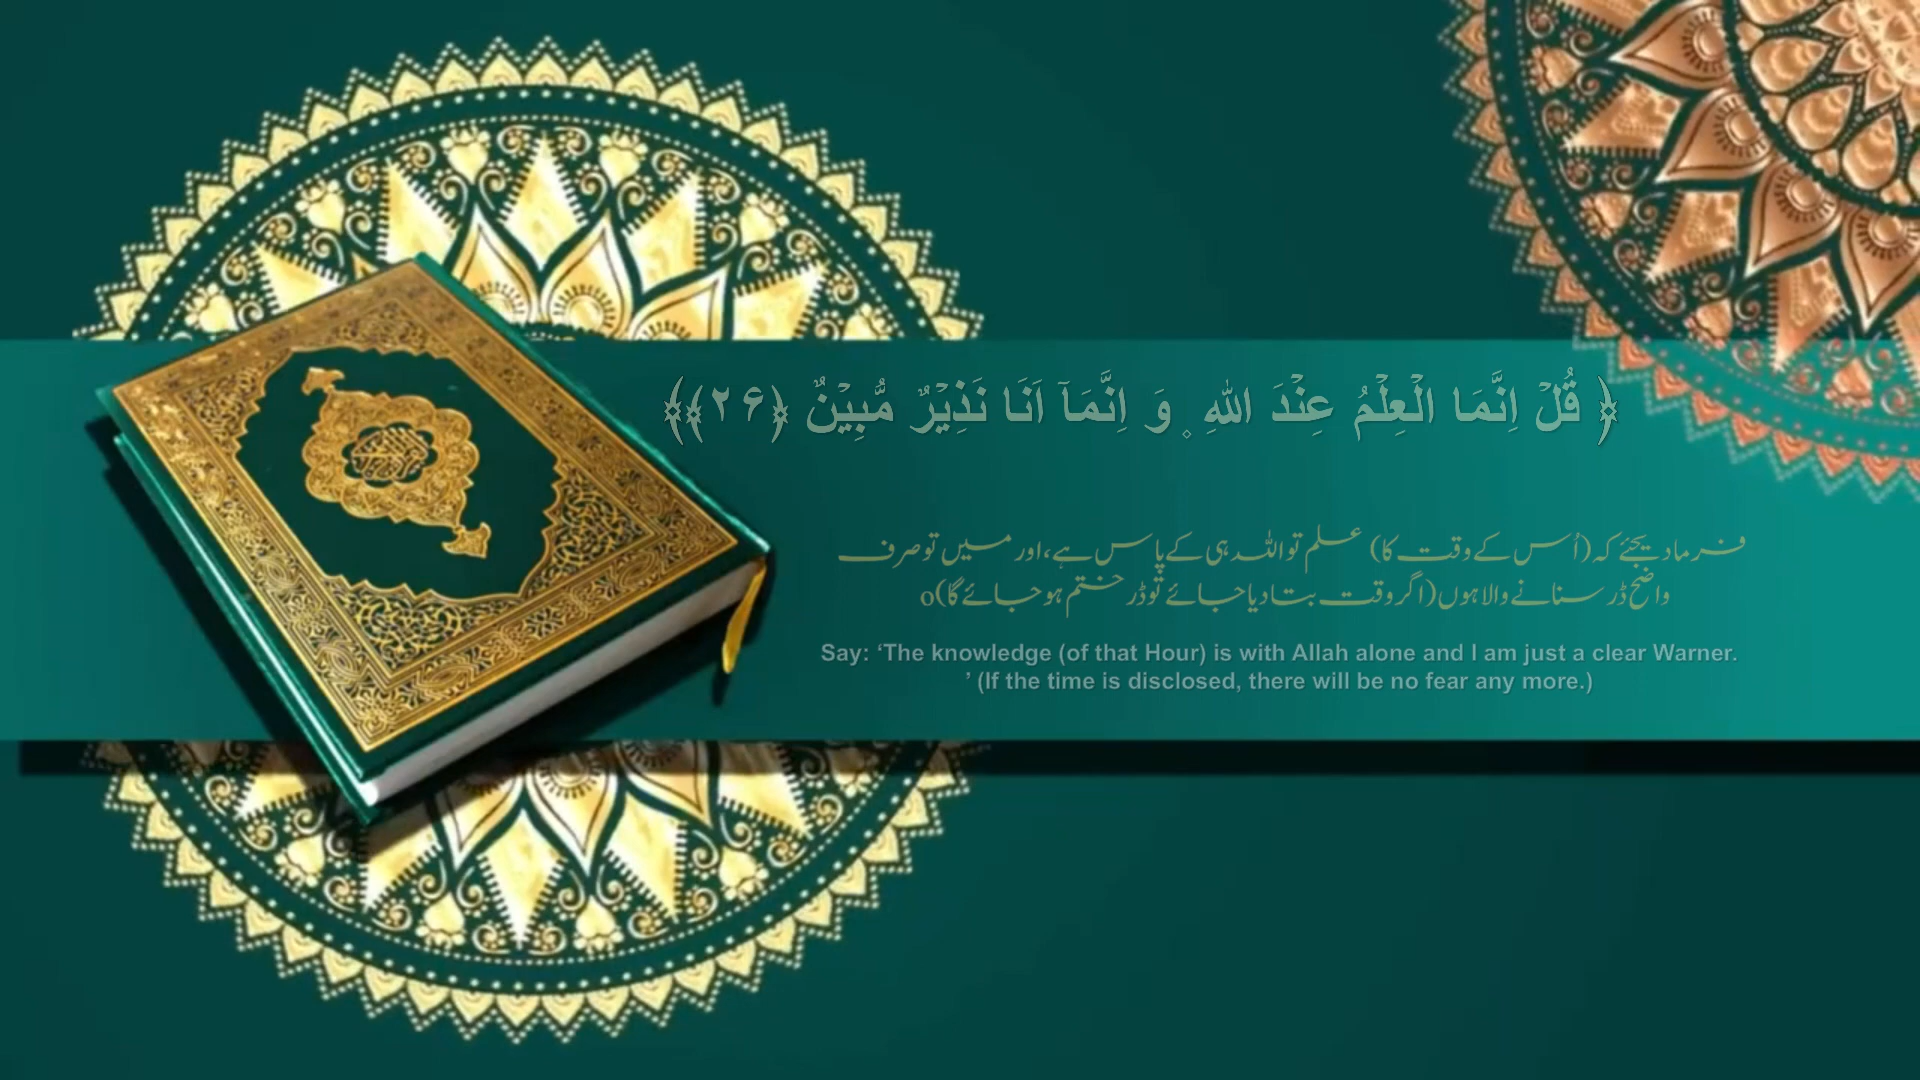 ﴿ قُلۡ اِنَّمَا الۡعِلۡمُ عِنۡدَ اللّٰهِ ۪ وَ اِنَّمَاۤ اَنَا نَذِیۡرٌ مُّبِیۡنٌ ﴿۲۶﴾﴾
فرما دیجئے کہ (اُس کے وقت کا) علم تو اللہ ہی کے پاس ہے، اور میں تو صرف
واضح ڈر سنانے والا ہوں (اگر وقت بتا دیا جائے تو ڈر ختم ہو جائے گا)o
Say: ‘The knowledge (of that Hour) is with Allah alone and I am just a clear Warner.
’ (If the time is disclosed, there will be no fear any more.)